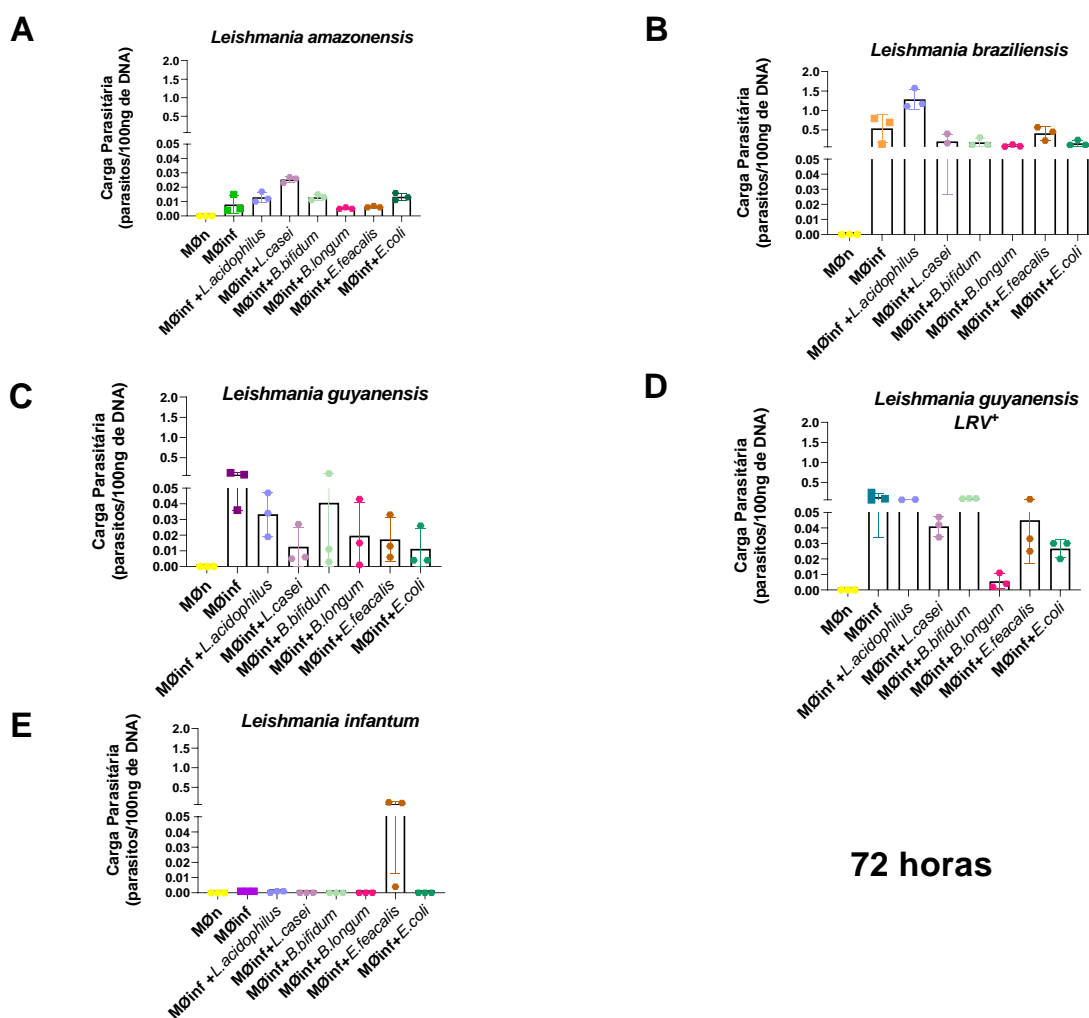 A
Leishmania amazonensis
Carga Parasitária
(parasitos/100ng de DNA)
2.0
1.5
1.0
0.5
0.05
0.04
0.03
0.02
0.01
0.00
MØn
MØinf
MØinf +L.acidophilus
MØinf+L.casei
MØinf+B.bifidum
MØinf+B.longum
MØinf+E.feacalis
MØinf+E.coli
B
Leishmania braziliensis
Carga Parasitária
(parasitos/100ng de DNA)
2.0
1.5
1.0
0.5
0.05
0.04
0.03
0.02
0.01
0.00
MØn
MØinf
MØinf +L.acidophilus
MØinf+L.casei
MØinf+B.bifidum
MØinf+B.longum
MØinf+E.feacalis
MØinf+E.coli
C
Leishmania guyanensis
Carga Parasitária
(parasitos/100ng de DNA)
2.0
1.5
1.0
0.5
0.05
0.04
0.03
0.02
0.01
0.00
MØn
MØinf
MØinf +L.acidophilus
MØinf+L.casei
MØinf+B.bifidum
MØinf+B.longum
MØinf+E.feacalis
MØinf+E.coli
D
Leishmania guyanensis
LRV⁺
Carga Parasitária
(parasitos/100ng de DNA)
2.0
1.5
1.0
0.5
0.05
0.04
0.03
0.02
0.01
0.00
MØn
MØinf
MØinf +L.acidophilus
MØinf+L.casei
MØinf+B.bifidum
MØinf+B.longum
MØinf+E.feacalis
MØinf+E.coli
E
Leishmania infantum
Carga Parasitária
(parasitos/100ng de DNA)
2.0
1.5
1.0
0.5
0.05
0.04
0.03
0.02
0.01
0.00
MØn
MØinf
MØinf +L.acidophilus
MØinf+L.casei
MØinf+B.bifidum
MØinf+B.longum
MØinf+E.feacalis
MØinf+E.coli
72 horas